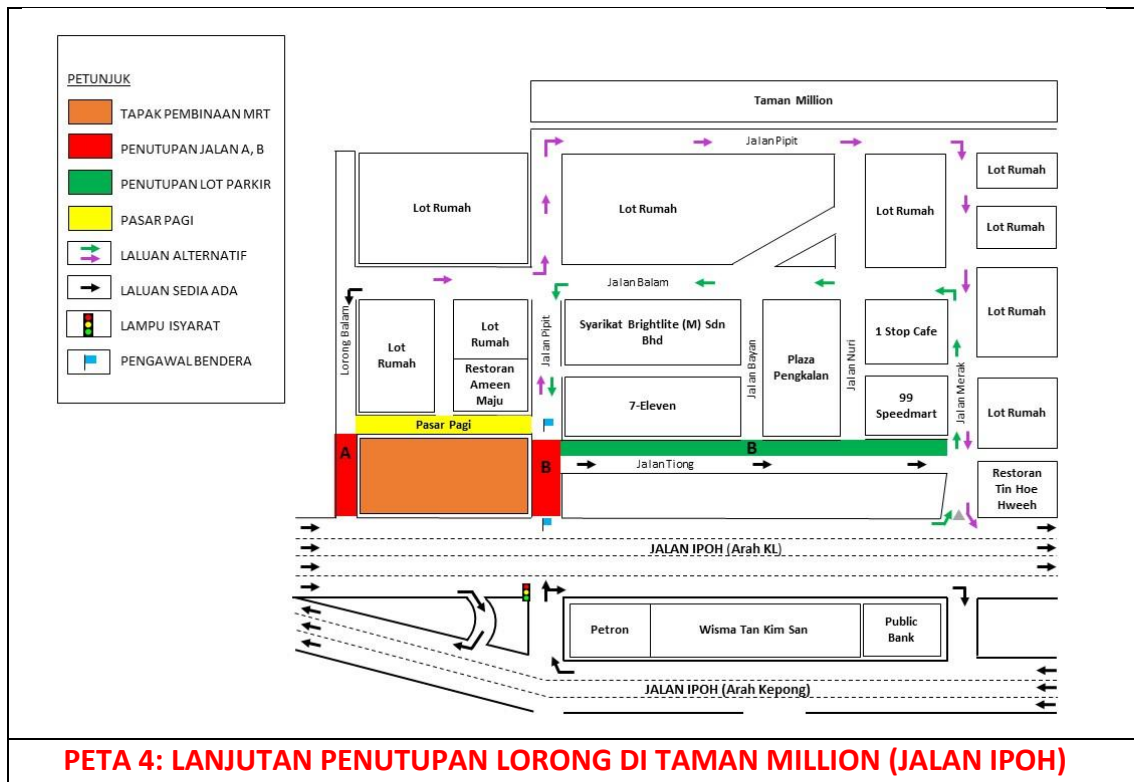 PETUNJUK
TAPAK PEMBINAAN MRT
PENUTUPAN JALAN A, B
PENUTUPAN LOT PARKIR
PASAR PAGI
LALUAN ALTERNATIF
LALUAN SEDIA ADA
LAMPU ISYARAT
PENGAWAL BENDERA
Taman Million
Jalan Pipit
Lot Rumah
Lot Rumah
Lot Rumah
Lot Rumah
Lot Rumah
Jalan Balam
Lorong Balam
Lot
Rumah
Lot
Rumah
Restoran
Ameen
Maju
Jalan Pipit
Syarikat Brightlite (M) Sdn
Bhd
7-Eleven
Jalan Bayan
Plaza
Pengkalan
Jalan Nuri
1 Stop Cafe
99
Speedmart
Jalan Merak
Lot Rumah
Lot Rumah
Pasar Pagi
A
B
B
Jalan Tiong
Restoran
Tin Hoe
Hweeh
JALAN IPOH (Arah KL)
Petron
Wisma Tan Kim San
Public
Bank
JALAN IPOH (Arah Kepong)
PETA 4: LANJUTAN PENUTUPAN LORONG DI TAMAN MILLION (JALAN IPOH)